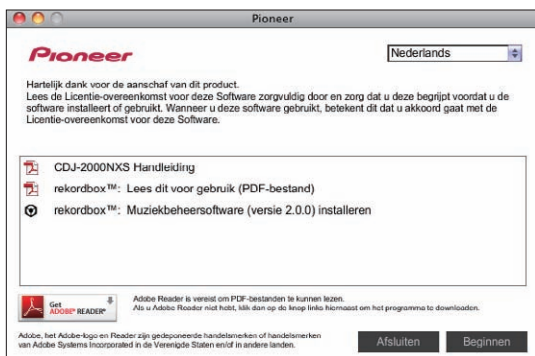 Pioneer
Pioneer
Nederlands
Hartelijk dank voor de aanschaf van dit product.
Lees de Licentie-overeenkomst voor deze Software zorgvuldig door en zorg dat u deze begrijpt voordat u de
software installeert of gebruikt. Wanneer u deze software gebruikt, betekent dit dat u akkoord gaat met de
Licentie-overeenkomst voor deze Software.
CDJ-2000NXS Handleiding
rekordbox™: Lees dit voor gebruik (PDF-bestand)
rekordbox™: Muziekbeheersoftware (versie 2.0.0) installeren
Get
ADOBE® READER®
Adobe Reader is vereist om PDF-bestanden te kunnen lezen.
Als u Adobe Reader niet hebt, klik dan op de knop links hiernaast om het programma te downloaden.
Adobe, het Adobe-logo en Reader zijn gedeponeerde handelsmerken of handelsmerken
van Adobe Systems Incorporated in de Verenigde Staten en/of in andere landen.
Afsluiten
Beginnen